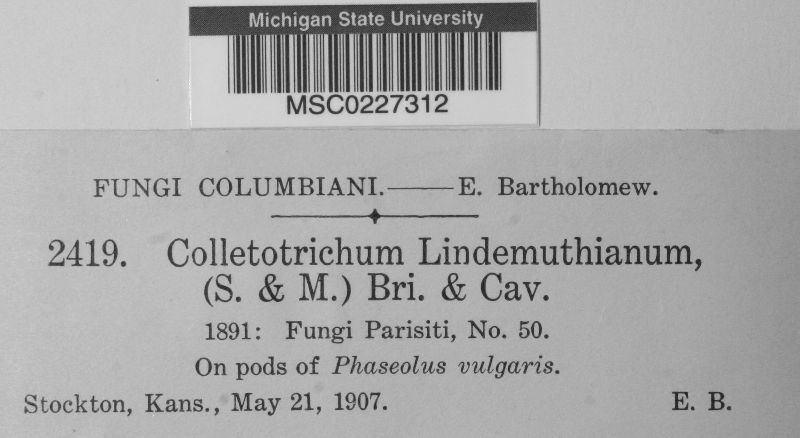 Michigan State University
MSC0227312
FUNGI COLUMBIANI.——E. Bartholomew.
2419. Colletotrichum Lindemuthianum,
(S. & M.) Bri. & Cav.
1891: Fungi Parisiti, No. 50.
On pods of Phaseolus vulgaris.
Stockton, Kans., May 21, 1907. E. B.